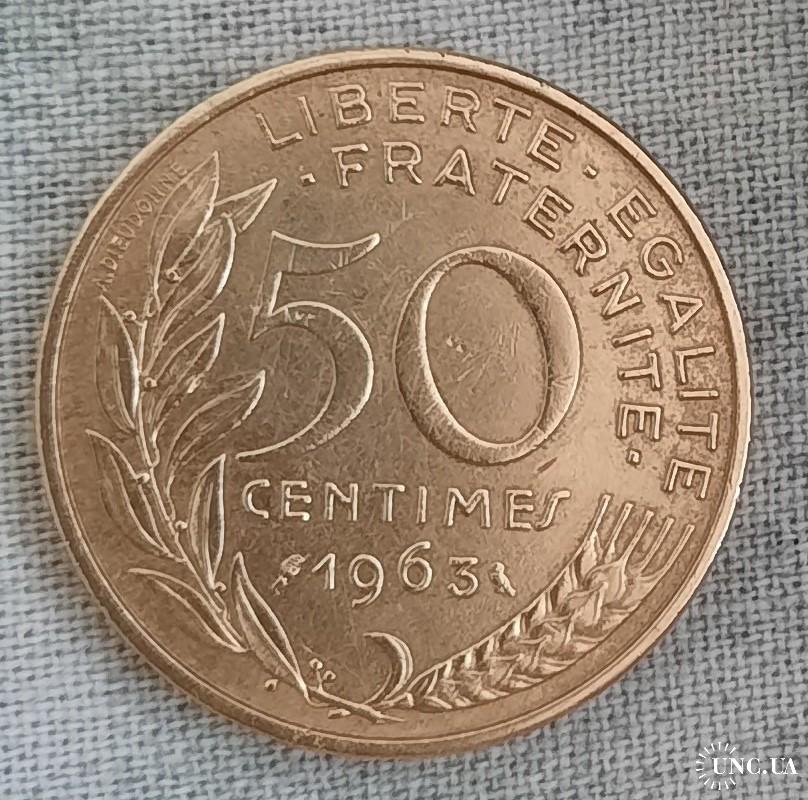 LIBERTE · EGALITE
· FRATERNITE ·
A.DIEUDONNE
50
CENTIMES
1963
UNC.UA